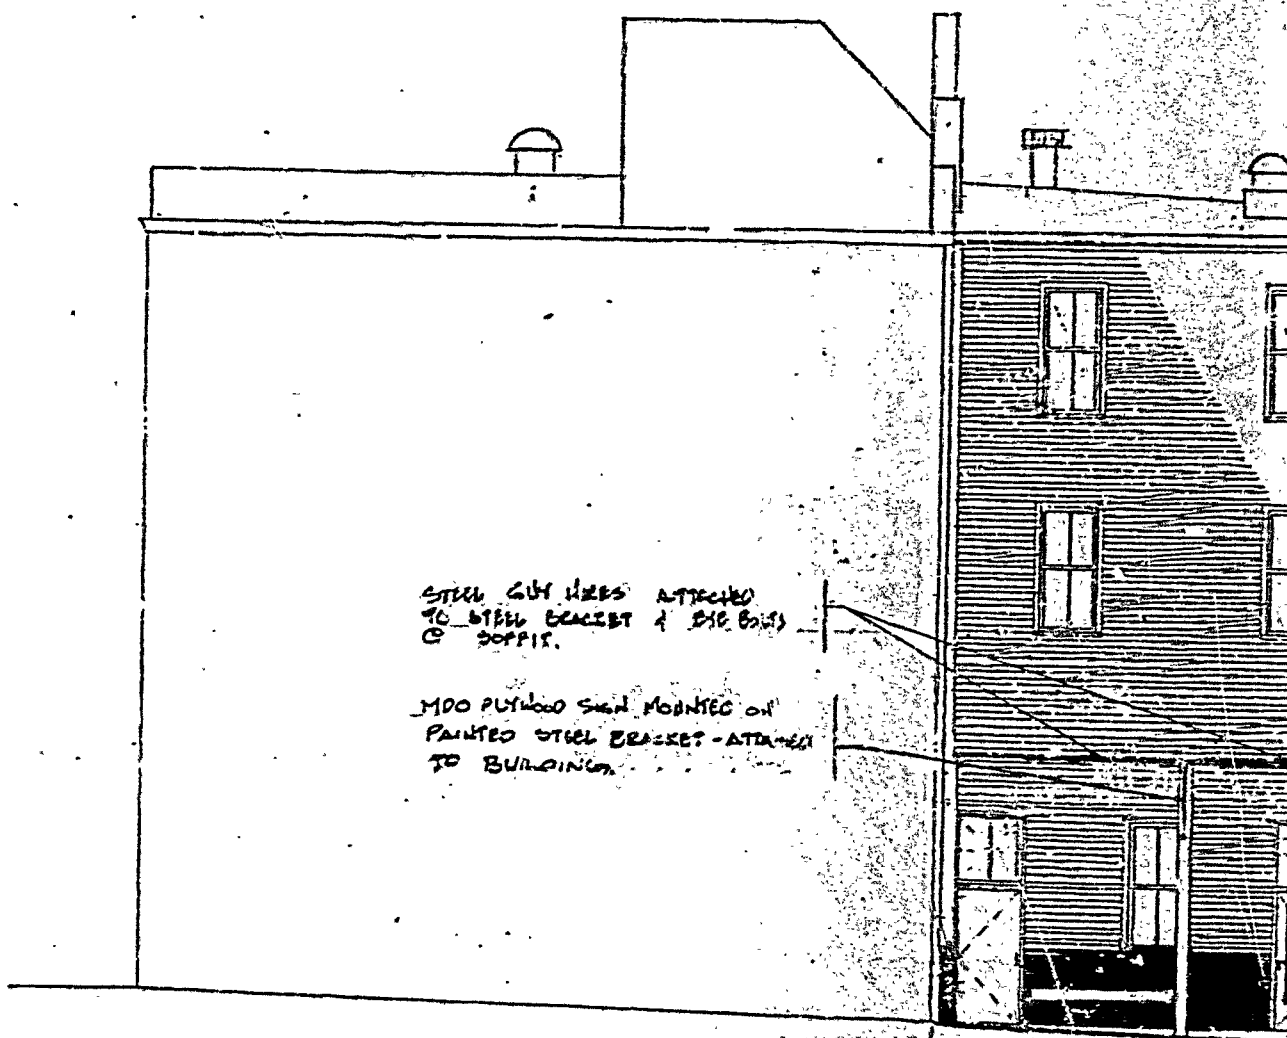 STEEL GUY WIRES ATTACHED
TO STEEL BRACKET & EYE BOLTS
@ SOFFIT.
MDO PLYWOOD SIGN MOUNTED ON
PAINTED STEEL BRACKET - ATTACHED
TO BUILDING.